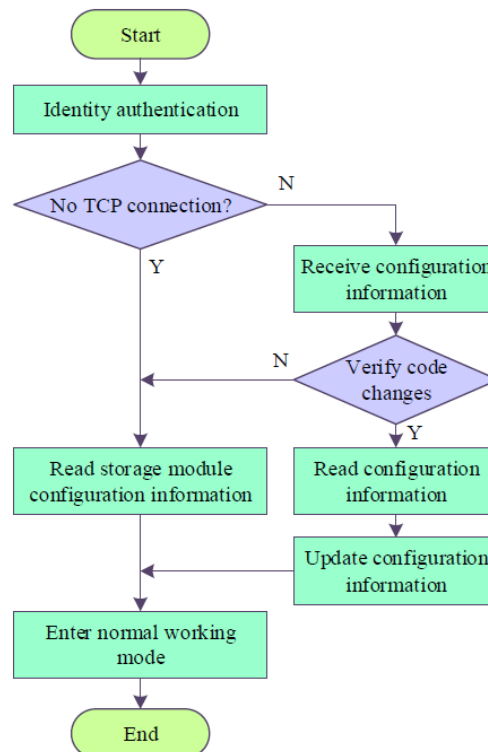 Start
Identity authentication
No TCP connection?
N
Y
Receive configuration
information
N
Verify code
changes
Y
Read storage module
configuration information
Read configuration
information
Update configuration
information
Enter normal working
mode
End